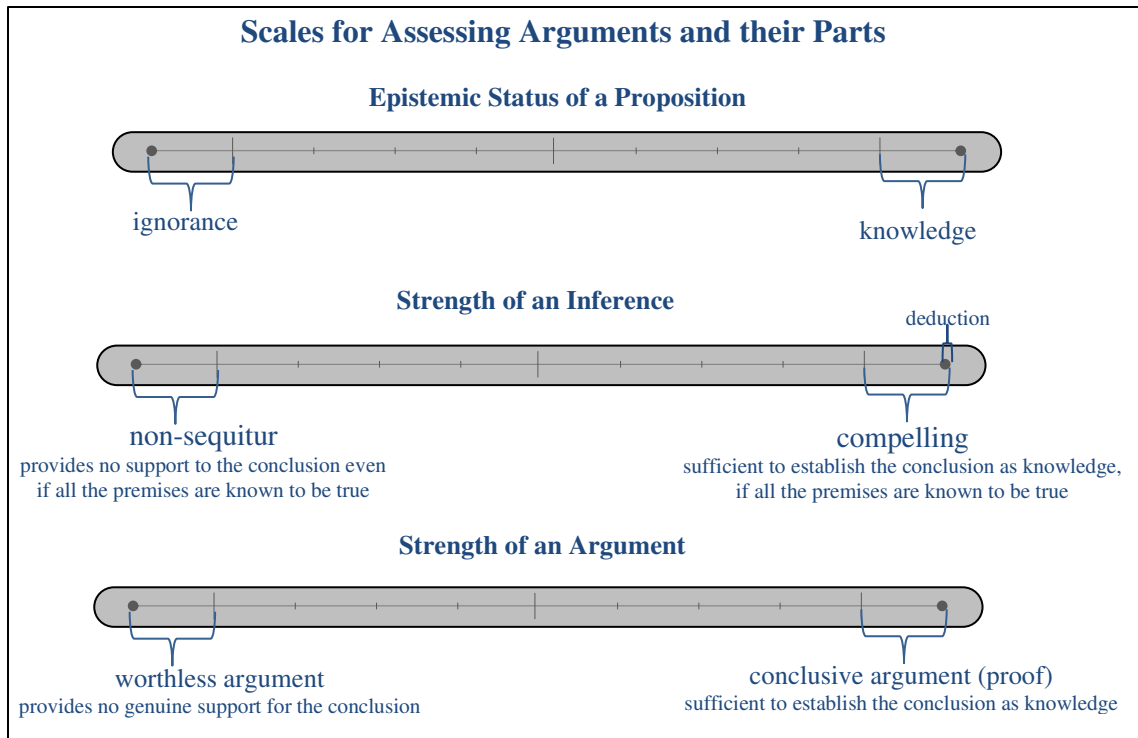 Scales for Assessing Arguments and their Parts
Epistemic Status of a Proposition
ignorance
knowledge
Strength of an Inference
deduction
non-sequitur
provides no support to the conclusion even
if all the premises are known to be true
compelling
sufficient to establish the conclusion as knowledge,
if all the premises are known to be true
Strength of an Argument
worthless argument
provides no genuine support for the conclusion
conclusive argument (proof)
sufficient to establish the conclusion as knowledge